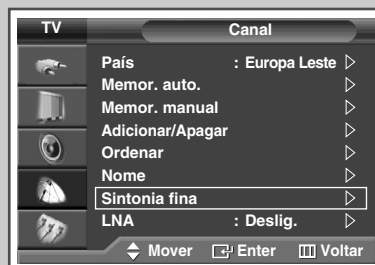 TV Canal
País : Europa Leste
Memor. auto.
Memor. manual
Adicionar/Apagar
Ordenar
Nome
Sintonia fina
LNA : Deslig.
Mover Enter Voltar